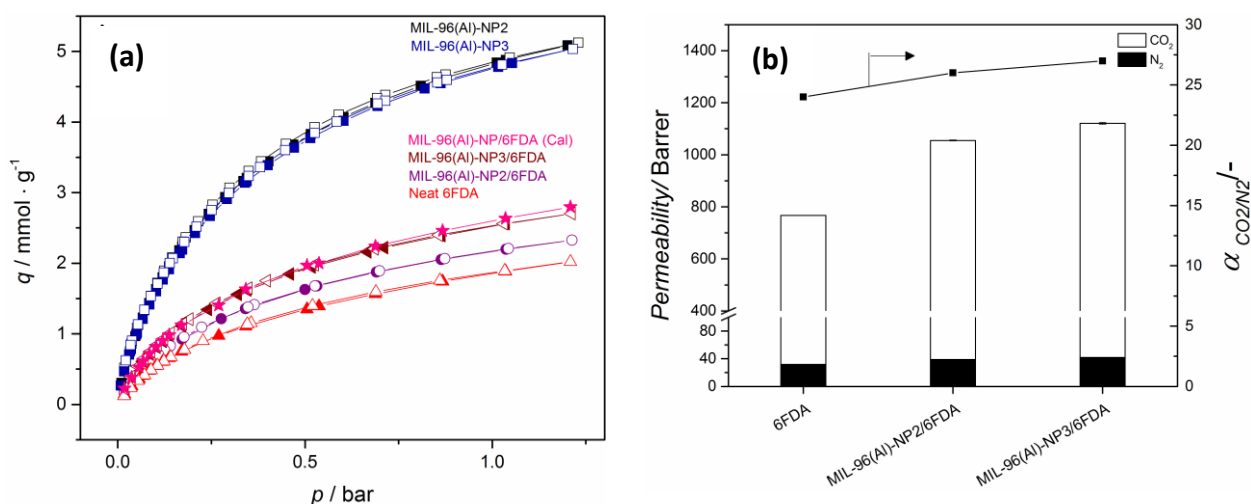 (a)
MIL-96(Al)-NP2
MIL-96(Al)-NP3
MIL-96(Al)-NP/6FDA (Cal)
MIL-96(Al)-NP3/6FDA
MIL-96(Al)-NP2/6FDA
Neat 6FDA
q / mmol · g⁻¹
5
4
3
2
1
0
0.0 0.5 1.0
p / bar
(b)
CO₂
N₂
Permeability/ Barrer
1400
1200
1000
800
600
400
80
40
0
30
25
20
15
10
5
0
α CO2/N2/-
6FDA
MIL-96(Al)-NP2/6FDA
MIL-96(Al)-NP3/6FDA